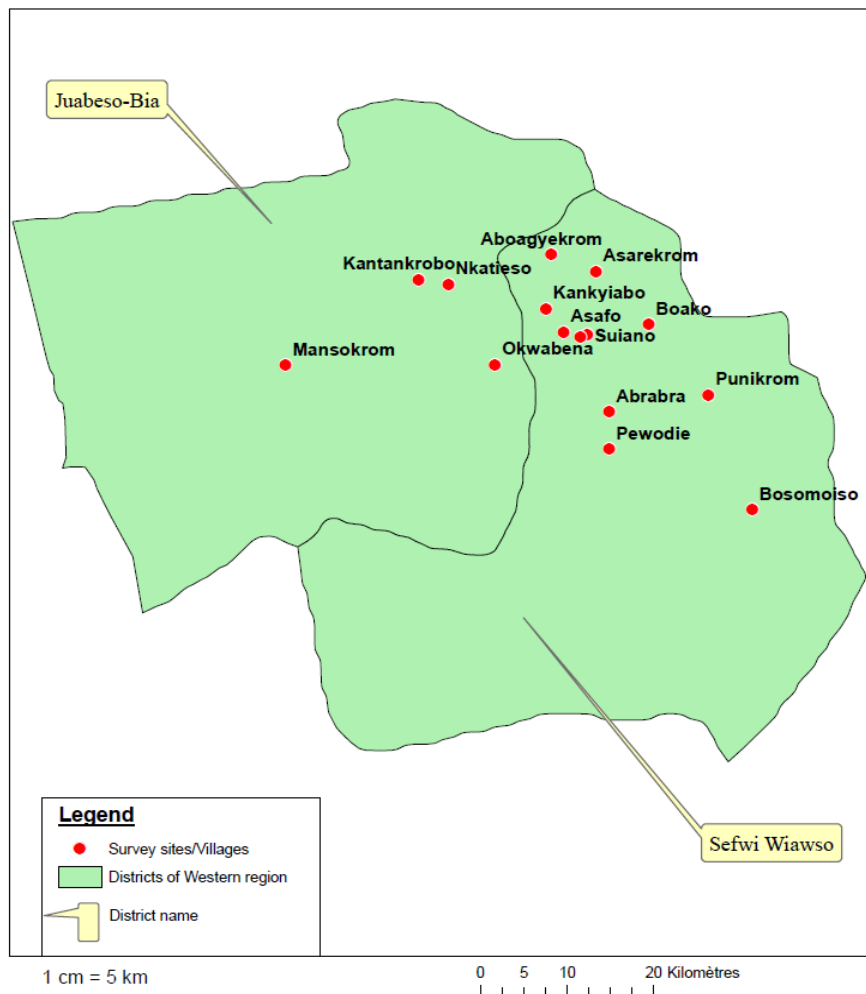 Juabeso-Bia
Aboagyekrom
Asarekrom
Kantankrobo
Nkatieso
Kankyiabo
Boako
Asafo
Suiano
Mansokrom
Okwabena
Punikrom
Abrabra
Pewodie
Bosomoiso
Sefwi Wiawso
Legend
Survey sites/Villages
Districts of Western region
District name
1 cm = 5 km
0 5 10 20 Kilomètres